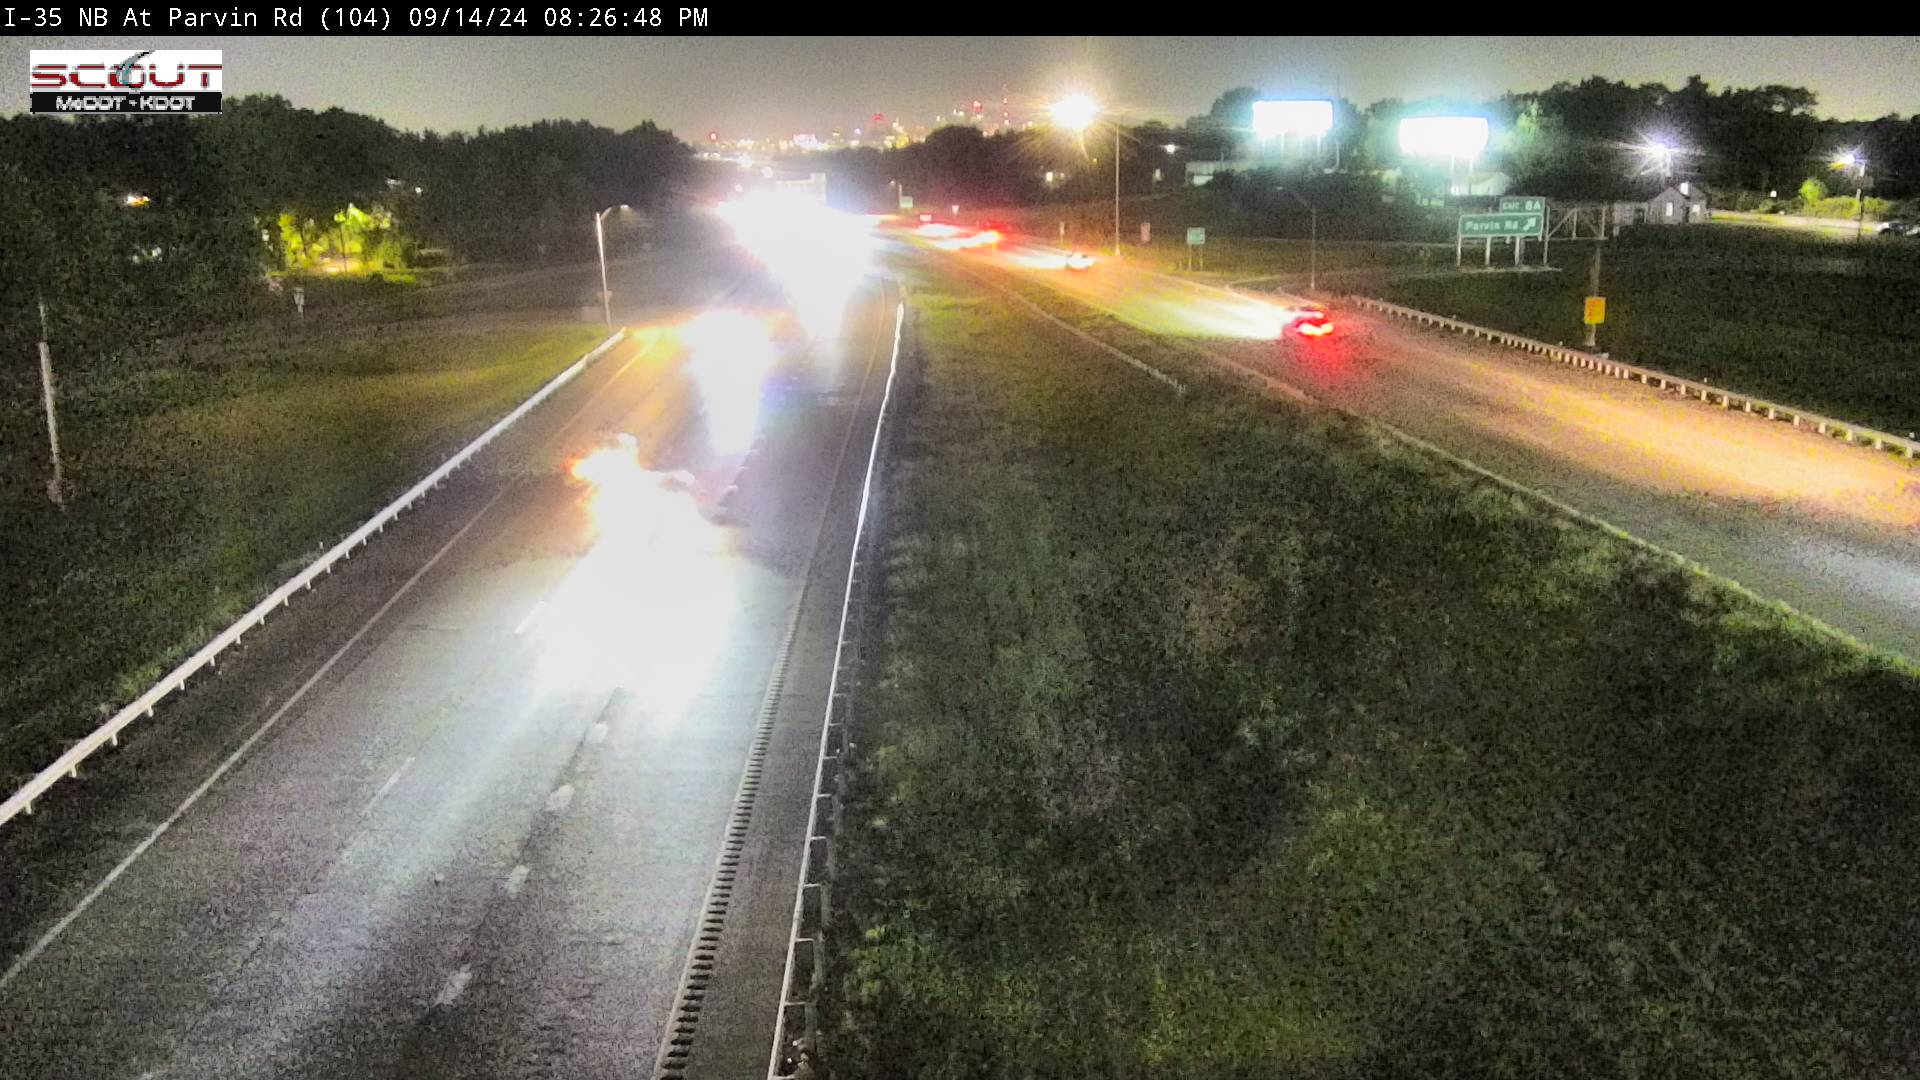 I-35 NB At Parvin Rd (104) 09/14/24 08:26:48 PM
SCOUT
MoDOT - KDOT
EXIT 8A
Parvin Rd